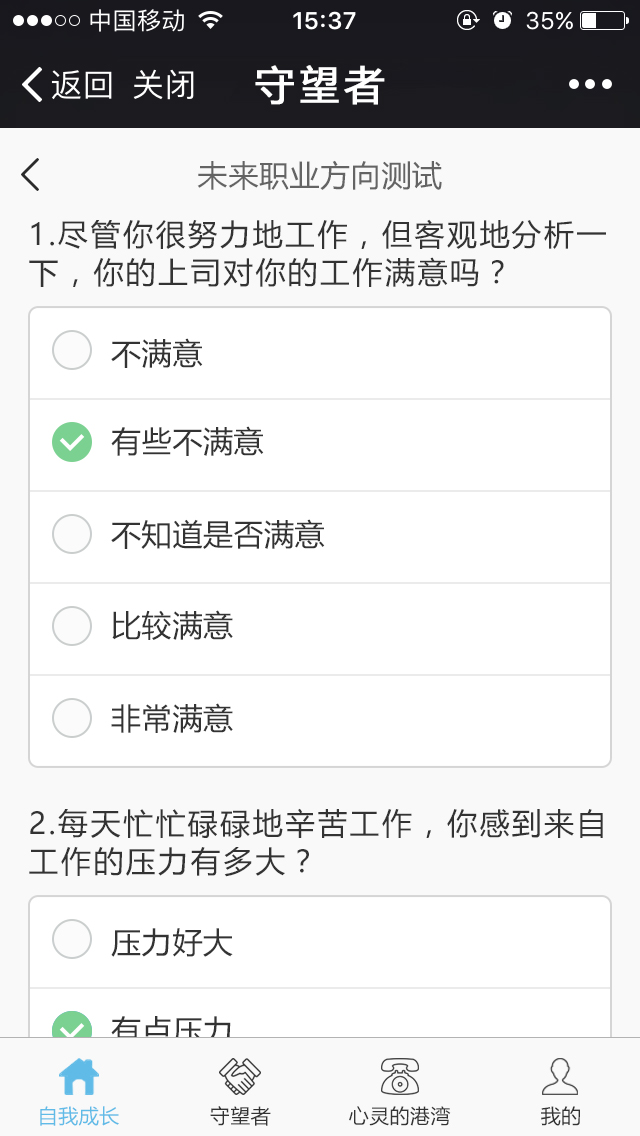 中国移动 15:37 35%
返回 关闭 守望者
未来职业方向测试
1.尽管你很努力地工作，但客观地分析一
下，你的上司对你的工作满意吗？
不满意
有些不满意
不知道是否满意
比较满意
非常满意
2.每天忙忙碌碌地辛苦工作，你感到来自
工作的压力有多大？
压力好大
有点压力
自我成长 守望者 心灵的港湾 我的